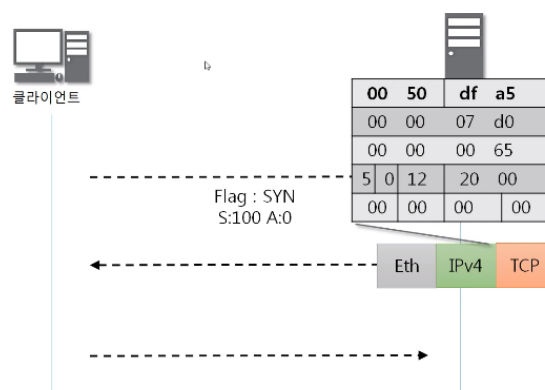 클라이언트
00 50 df a5
00 00 07 d0
00 00 00 65
5 0 12 20 00
00 00 00 00
Flag : SYN
S:100 A:0
Eth IPv4 TCP